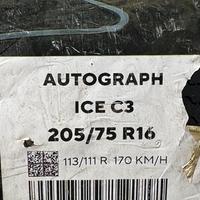 AUTOGRAPH
ICE C3
205/75 R16
113/111 R 170 KM/H